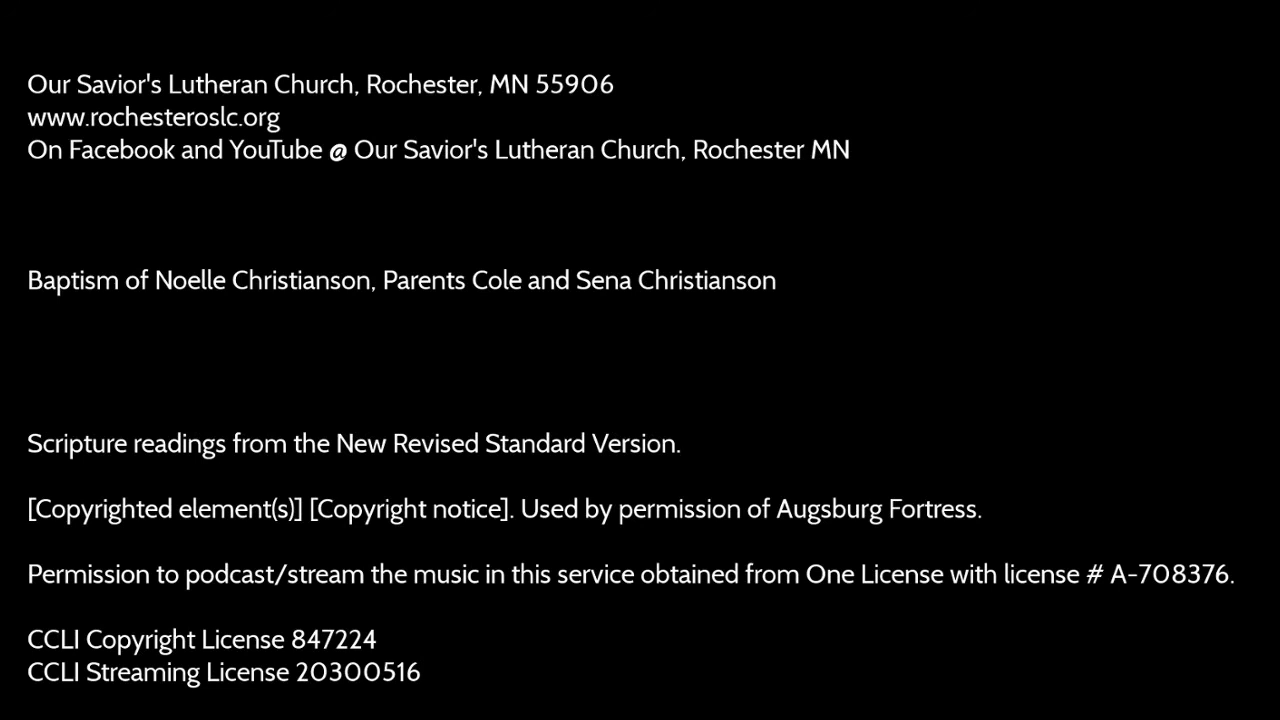 Our Savior's Lutheran Church, Rochester, MN 55906
www.rochesteroslc.org
On Facebook and YouTube @ Our Savior's Lutheran Church, Rochester MN
Baptism of Noelle Christianson, Parents Cole and Sena Christianson
Scripture readings from the New Revised Standard Version.
[Copyrighted element(s)] [Copyright notice]. Used by permission of Augsburg Fortress.
Permission to podcast/stream the music in this service obtained from One License with license # A-708376.
CCLI Copyright License 847224
CCLI Streaming License 20300516